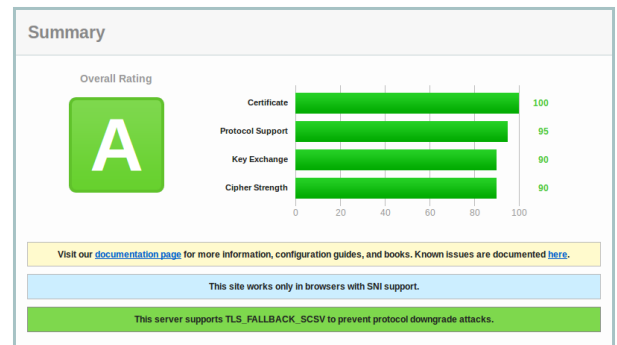 Summary
Overall Rating
A
Certificate 100
Protocol Support 95
Key Exchange 90
Cipher Strength 90
0 20 40 60 80 100
Visit our documentation page for more information, configuration guides, and books. Known issues are documented here.
This site works only in browsers with SNI support.
This server supports TLS_FALLBACK_SCSV to prevent protocol downgrade attacks.